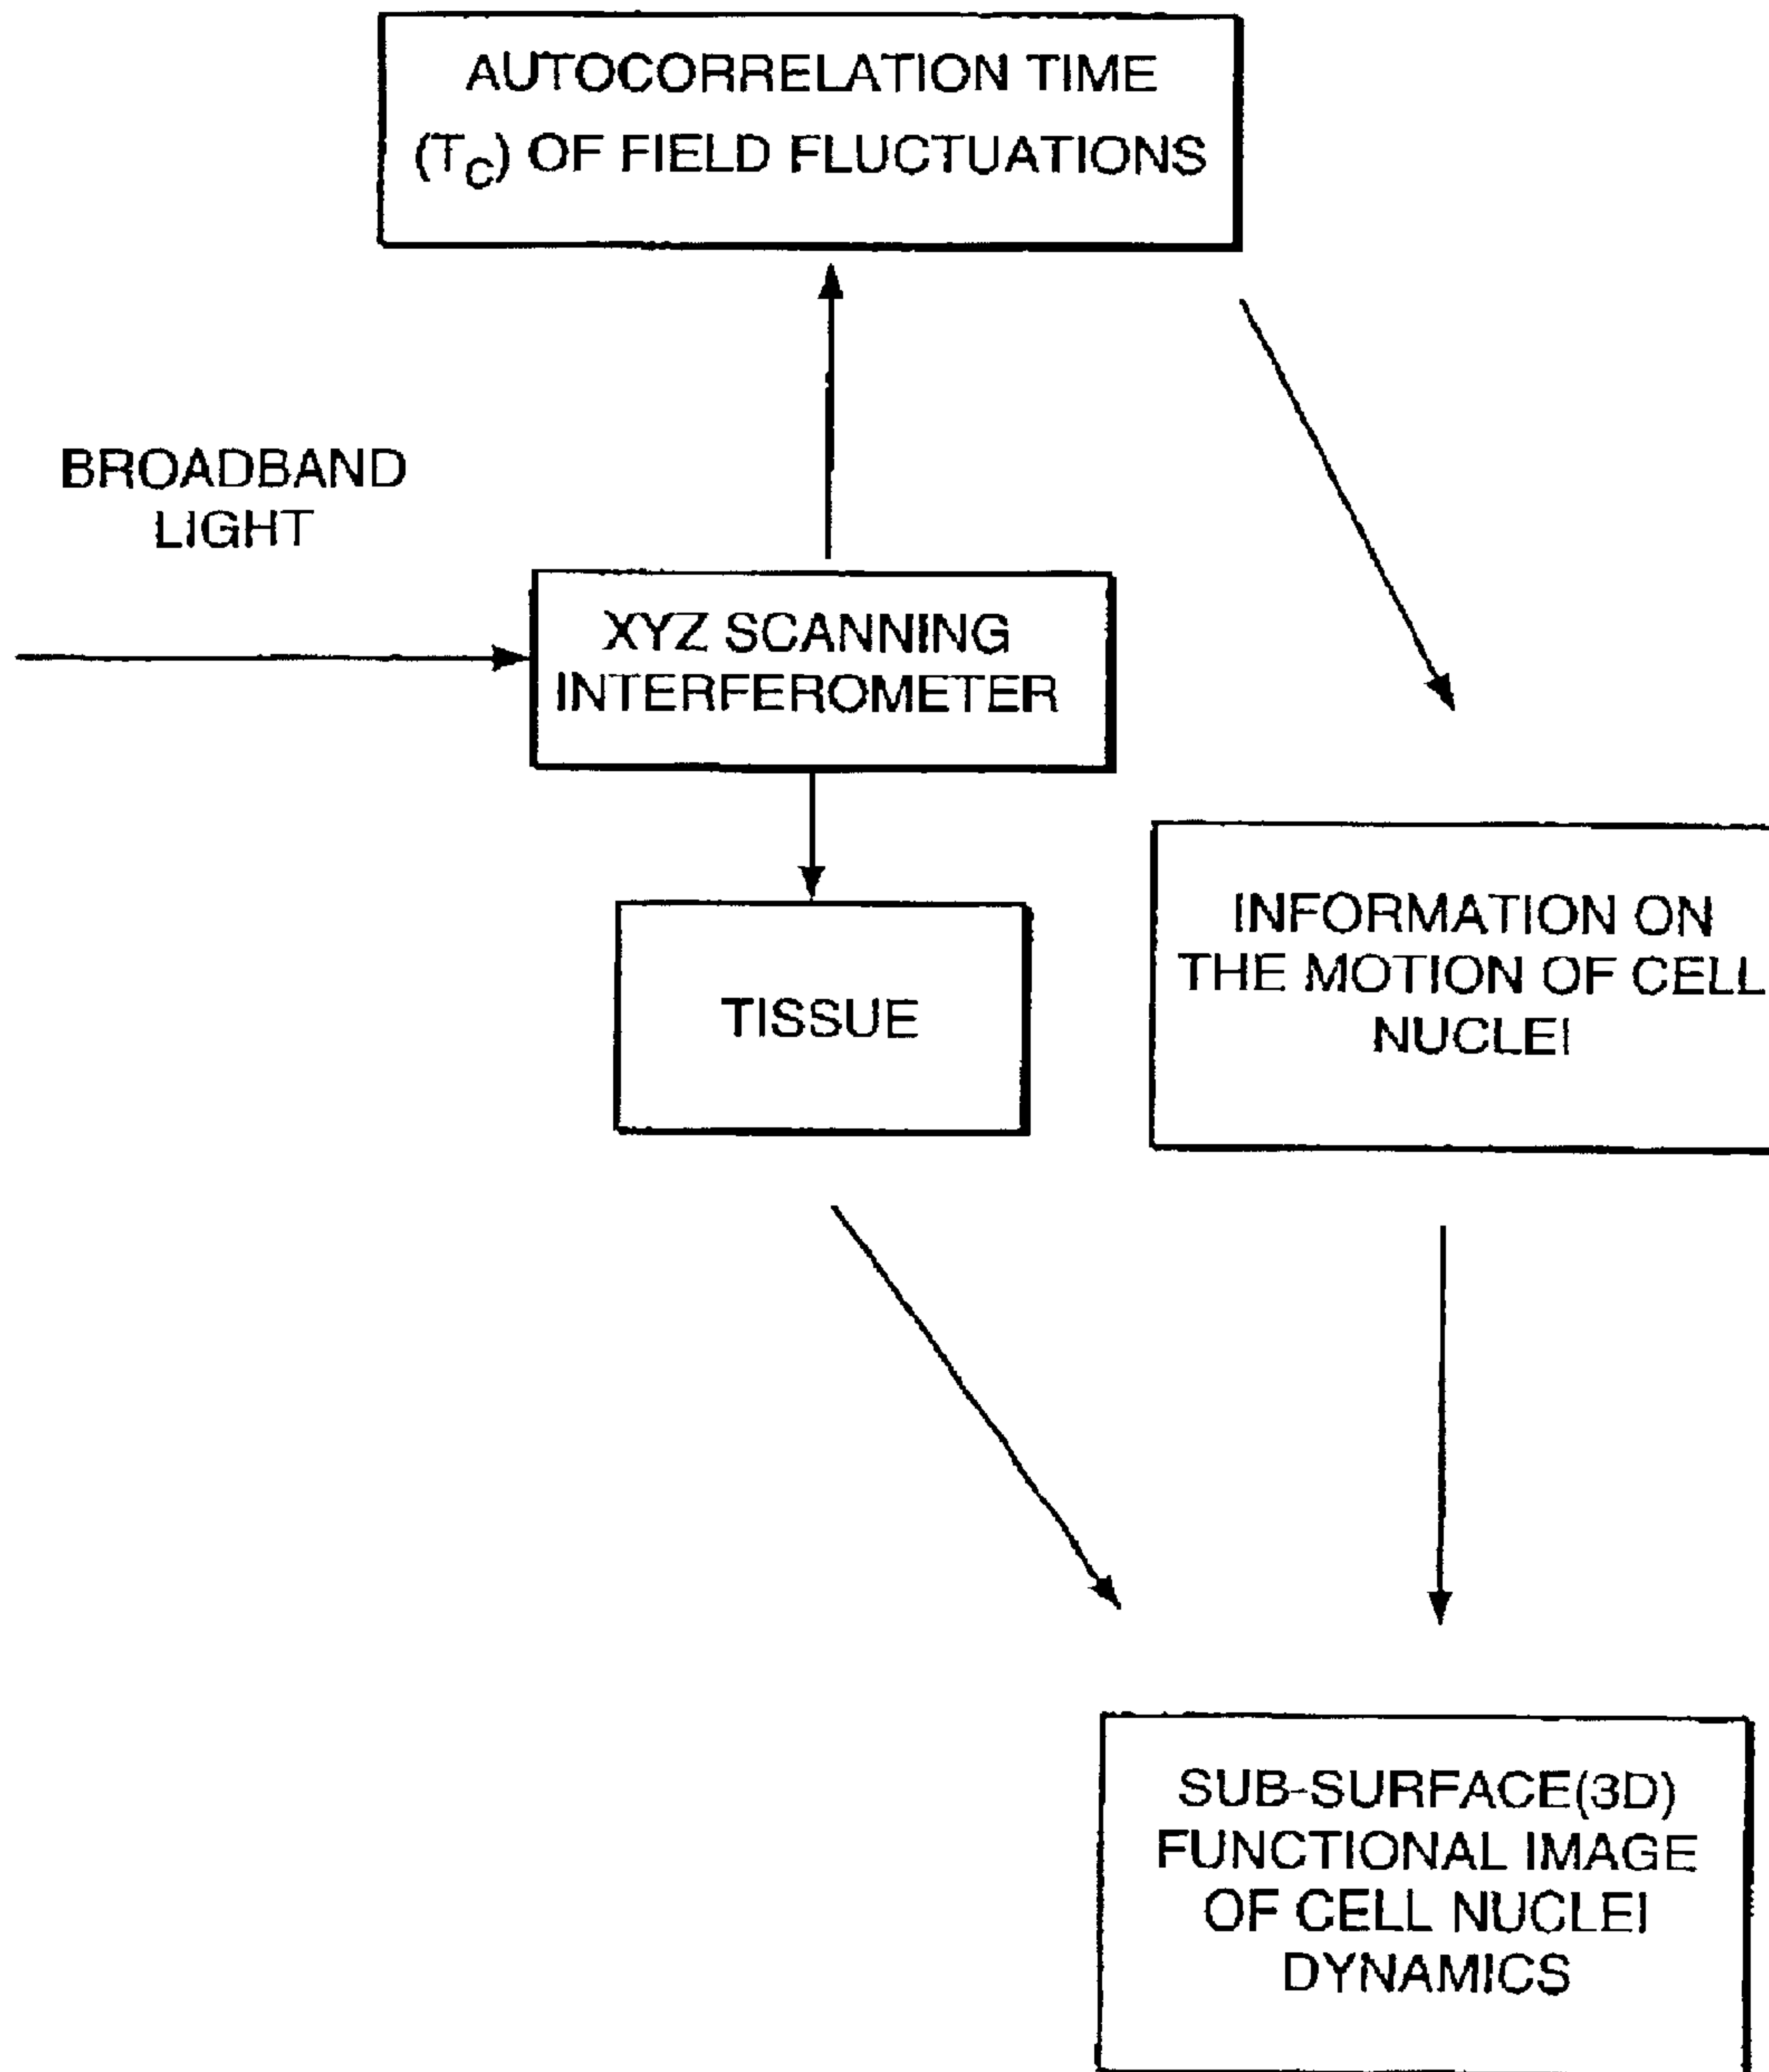 AUTOCORRELATION TIME
(Tc) OF FIELD FLUCTUATIONS
BROADBAND
LIGHT
XYZ SCANNING
INTERFEROMETER
TISSUE
INFORMATION ON
THE MOTION OF CELL
NUCLEI
SUB-SURFACE(3D)
FUNCTIONAL IMAGE
OF CELL NUCLEI
DYNAMICS